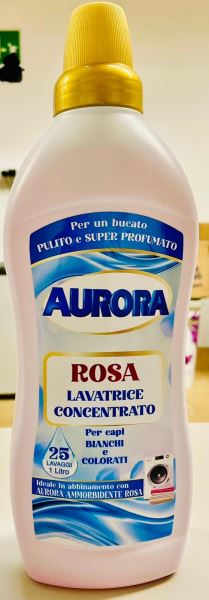 Per un bucato
PULITO e SUPER PROFUMATO
AURORA
ROSA
LAVATRICE
CONCENTRATO
Per capi
BIANCHI e
COLORATI
25
LAVAGGI
1 Litro
Ideale in abbinamento con
AURORA AMMORBIDENTE ROSA